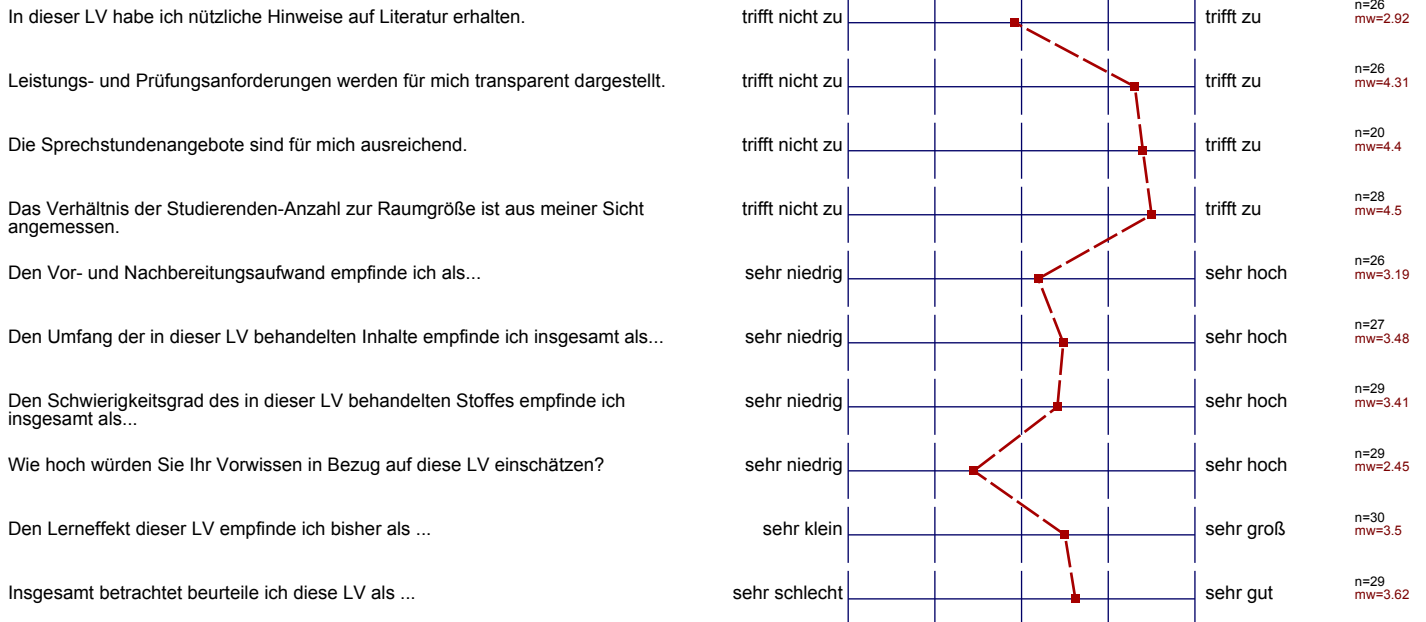 In dieser LV habe ich nützliche Hinweise auf Literatur erhalten. trifft nicht zu trifft zu n=26
mw=2.92
Leistungs- und Prüfungsanforderungen werden für mich transparent dargestellt. trifft nicht zu trifft zu n=26
mw=4.31
Die Sprechstundenangebote sind für mich ausreichend. trifft nicht zu trifft zu n=20
mw=4.4
Das Verhältnis der Studierenden-Anzahl zur Raumgröße ist aus meiner Sicht trifft nicht zu trifft zu n=28
angemessen. mw=4.5
Den Vor- und Nachbereitungsaufwand empfinde ich als... sehr niedrig sehr hoch n=26
mw=3.19
Den Umfang der in dieser LV behandelten Inhalte empfinde ich insgesamt als... sehr niedrig sehr hoch n=27
mw=3.48
Den Schwierigkeitsgrad des in dieser LV behandelten Stoffes empfinde ich sehr niedrig sehr hoch n=29
insgesamt als... mw=3.41
Wie hoch würden Sie Ihr Vorwissen in Bezug auf diese LV einschätzen? sehr niedrig sehr hoch n=29
mw=2.45
Den Lerneffekt dieser LV empfinde ich bisher als ... sehr klein sehr groß n=30
mw=3.5
Insgesamt betrachtet beurteile ich diese LV als ... sehr schlecht sehr gut n=29
mw=3.62